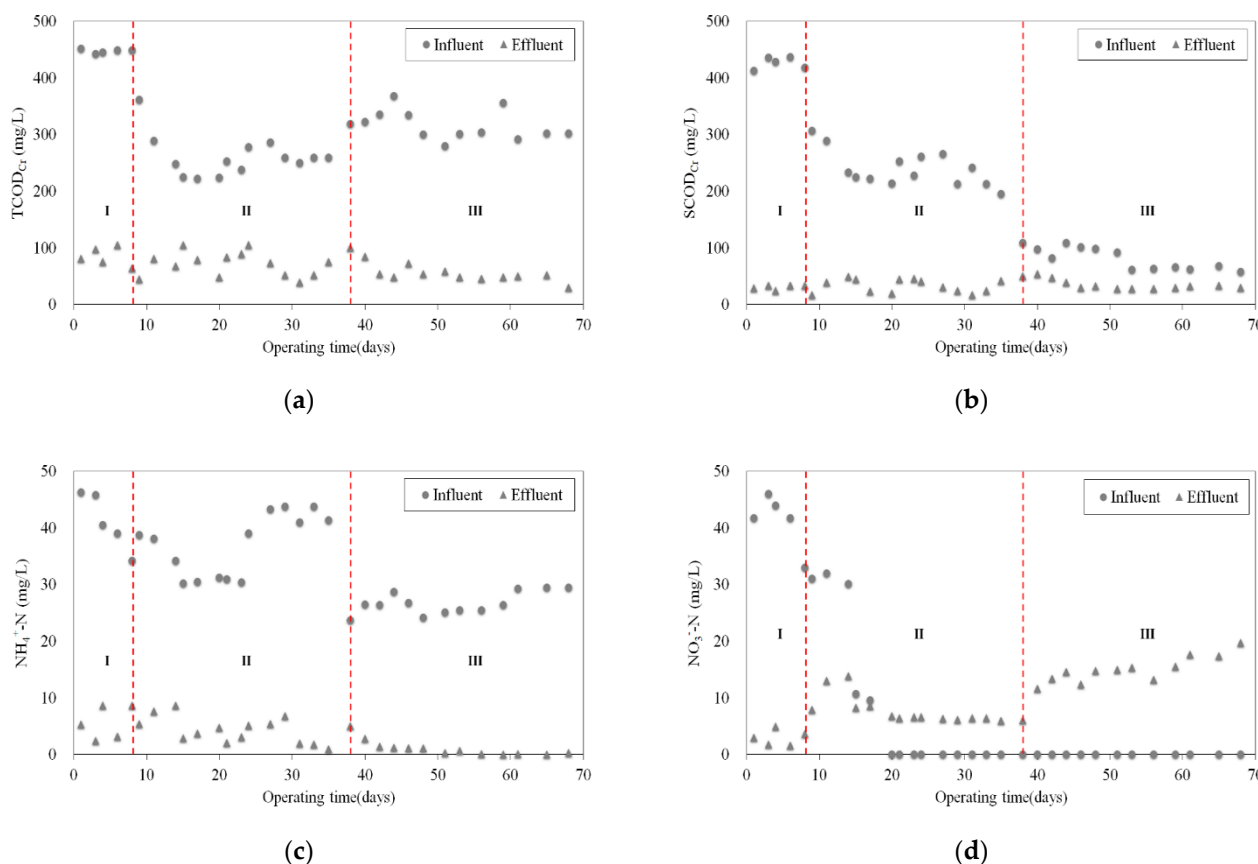 500
400
300
200
100
0
TCOD_Cr (mg/L)
Influent Effluent
I II III
0 10 20 30 40 50 60 70
Operating time(days)
(a)
500
400
300
200
100
0
SCOD_Cr (mg/L)
Influent Effluent
I II III
0 10 20 30 40 50 60 70
Operating time(days)
(b)
50
40
30
20
10
0
NH₄⁺-N (mg/L)
Influent Effluent
I II III
0 10 20 30 40 50 60 70
Operating time(days)
(c)
50
40
30
20
10
0
NO₃⁻-N (mg/L)
Influent Effluent
I II III
0 10 20 30 40 50 60 70
Operating time(days)
(d)